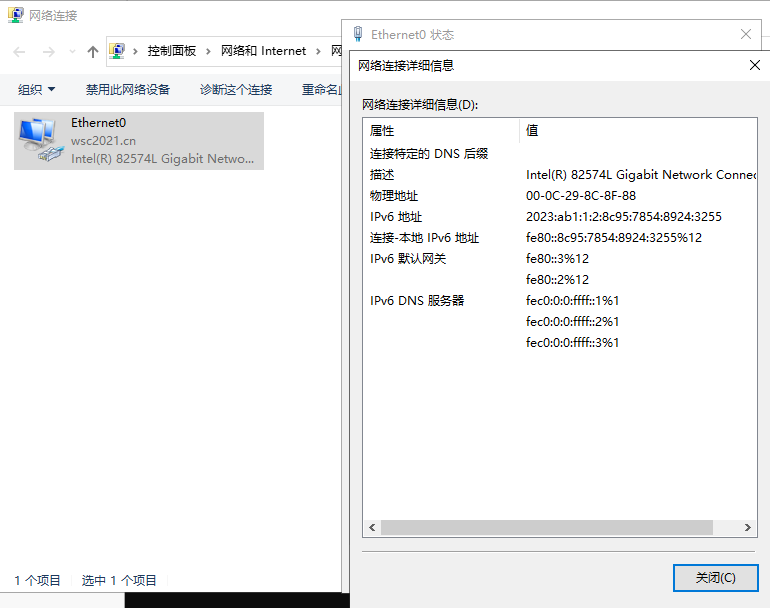 网络连接
控制面板 › 网络和 Internet ›
组织 禁用此网络设备 诊断这个连接
Ethernet0
wsc2021.cn
Intel(R) 82574L Gigabit Netwo...
1 个项目 选中 1 个项目
Ethernet0 状态
网络连接详细信息
网络连接详细信息(D):
属性 值
连接特定的 DNS 后缀
描述 Intel(R) 82574L Gigabit Network Connec
物理地址 00-0C-29-8C-8F-88
IPv6 地址 2023:ab1:1:2:8c95:7854:8924:3255
连接-本地 IPv6 地址 fe80::8c95:7854:8924:3255%12
IPv6 默认网关 fe80::3%12
fe80::2%12
IPv6 DNS 服务器 fec0:0:0:ffff::1%1
fec0:0:0:ffff::2%1
fec0:0:0:ffff::3%1
关闭(C)